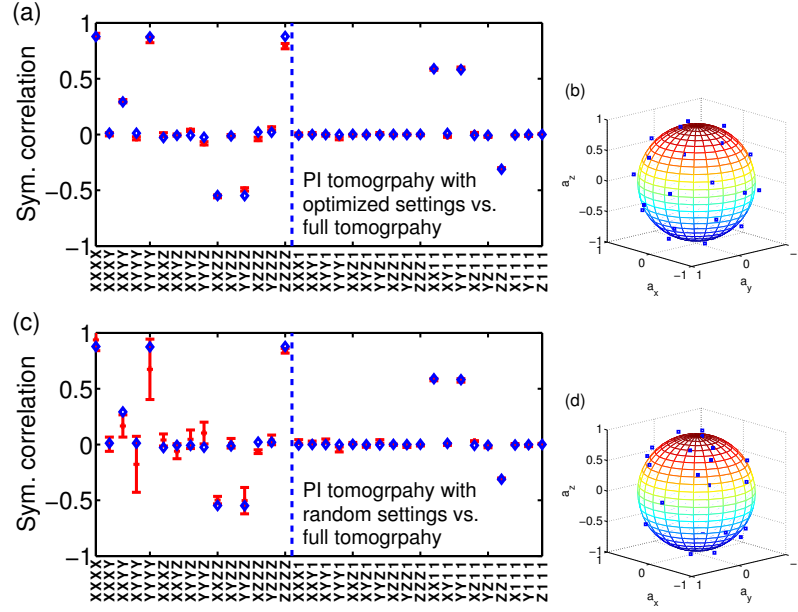 (a)
1
0.5
0
−0.5
−1
Sym. correlation
PI tomogrpahy with
optimized settings vs.
full tomogrpahy
XXXX
XXXY
XXYY
XYYY
YYYY
XXXZ
XXYZ
XYYZ
YYYZ
XXZZ
XYZZ
YYZZ
XZZZ
YZZZ
ZZZZ
XXX1
XXY1
XYY1
YYY1
XXZ1
XYZ1
YYZ1
XZZ1
YZZ1
ZZZ1
XX11
XY11
YY11
XZ11
YZ11
ZZ11
X111
Y111
Z111
(b)
1
0.5
0
−0.5
−1
a_z
1
0
−1
a_x
1
0
−
a_y
(c)
1
0.5
0
−0.5
−1
Sym. correlation
PI tomogrpahy with
random settings vs.
full tomogrpahy
XXXX
XXXY
XXYY
XYYY
YYYY
XXXZ
XXYZ
XYYZ
YYYZ
XXZZ
XYZZ
YYZZ
XZZZ
YZZZ
ZZZZ
XXX1
XXY1
XYY1
YYY1
XXZ1
XYZ1
YYZ1
XZZ1
YZZ1
ZZZ1
XX11
XY11
YY11
XZ11
YZ11
ZZ11
X111
Y111
Z111
(d)
1
0.5
0
−0.5
−1
a_z
1
0
−1
a_x
1
0
−
a_y